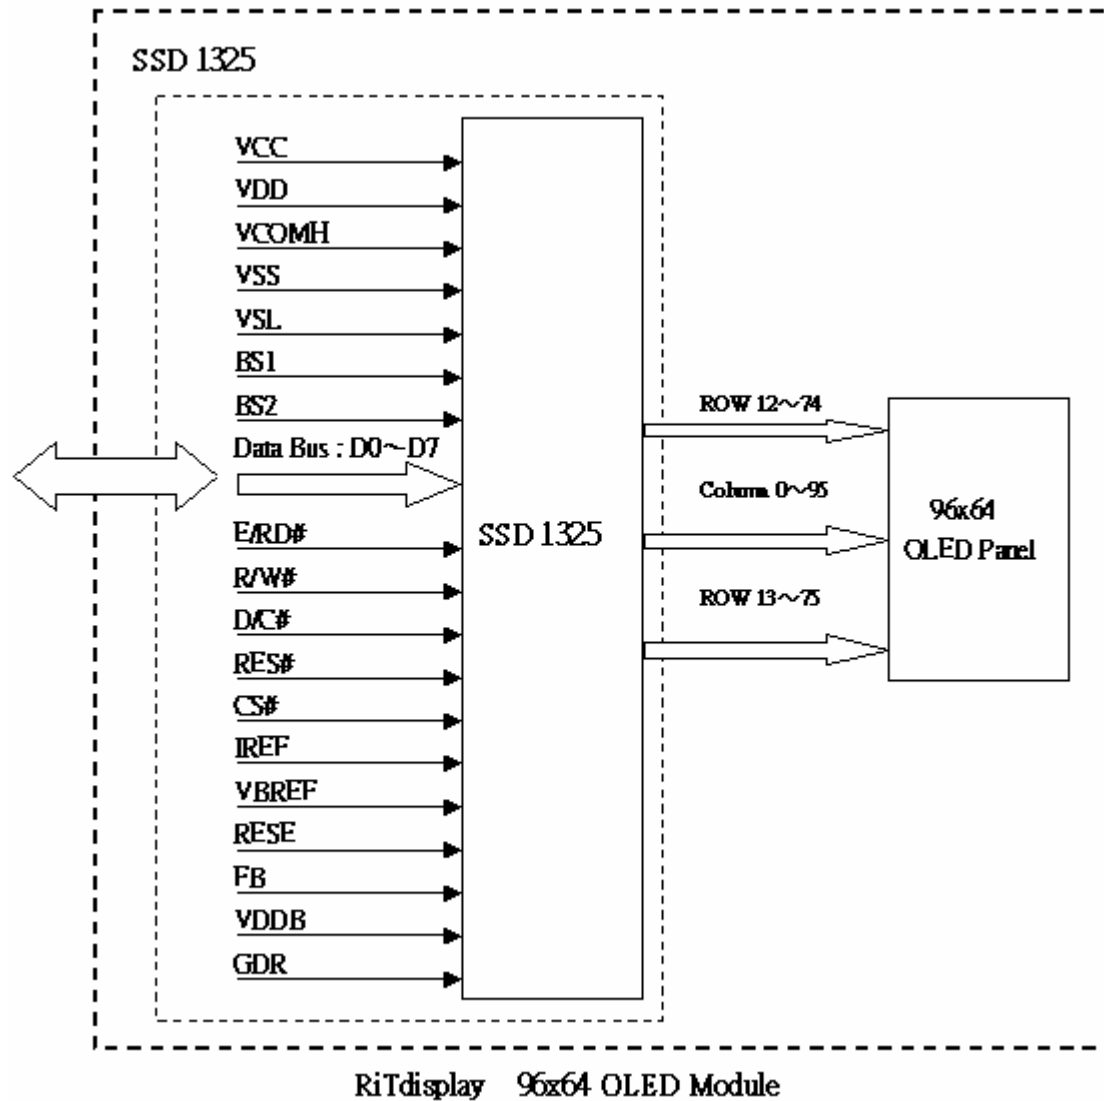 SSD 1325
VCC
VDD
VCOMH
VSS
VSL
BS1
BS2
Data Bus : D0～D7
E/RD#
R/W#
D/C#
RES#
CS#
IREF
VBREF
RESE
FB
VDDB
GDR
SSD 1325
ROW 12～74
Column 0～95
ROW 13～75
96x64
OLED Panel
RiTdisplay 96x64 OLED Module